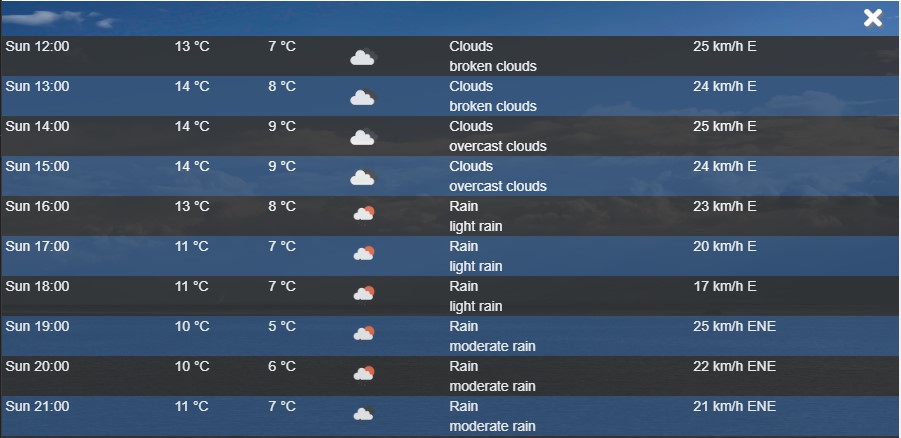 Sun 12:00 13 °C 7 °C Clouds 25 km/h E
broken clouds
Sun 13:00 14 °C 8 °C Clouds 24 km/h E
broken clouds
Sun 14:00 14 °C 9 °C Clouds 25 km/h E
overcast clouds
Sun 15:00 14 °C 9 °C Clouds 24 km/h E
overcast clouds
Sun 16:00 13 °C 8 °C Rain 23 km/h E
light rain
Sun 17:00 11 °C 7 °C Rain 20 km/h E
light rain
Sun 18:00 11 °C 7 °C Rain 17 km/h E
light rain
Sun 19:00 10 °C 5 °C Rain 25 km/h ENE
moderate rain
Sun 20:00 10 °C 6 °C Rain 22 km/h ENE
moderate rain
Sun 21:00 11 °C 7 °C Rain 21 km/h ENE
moderate rain